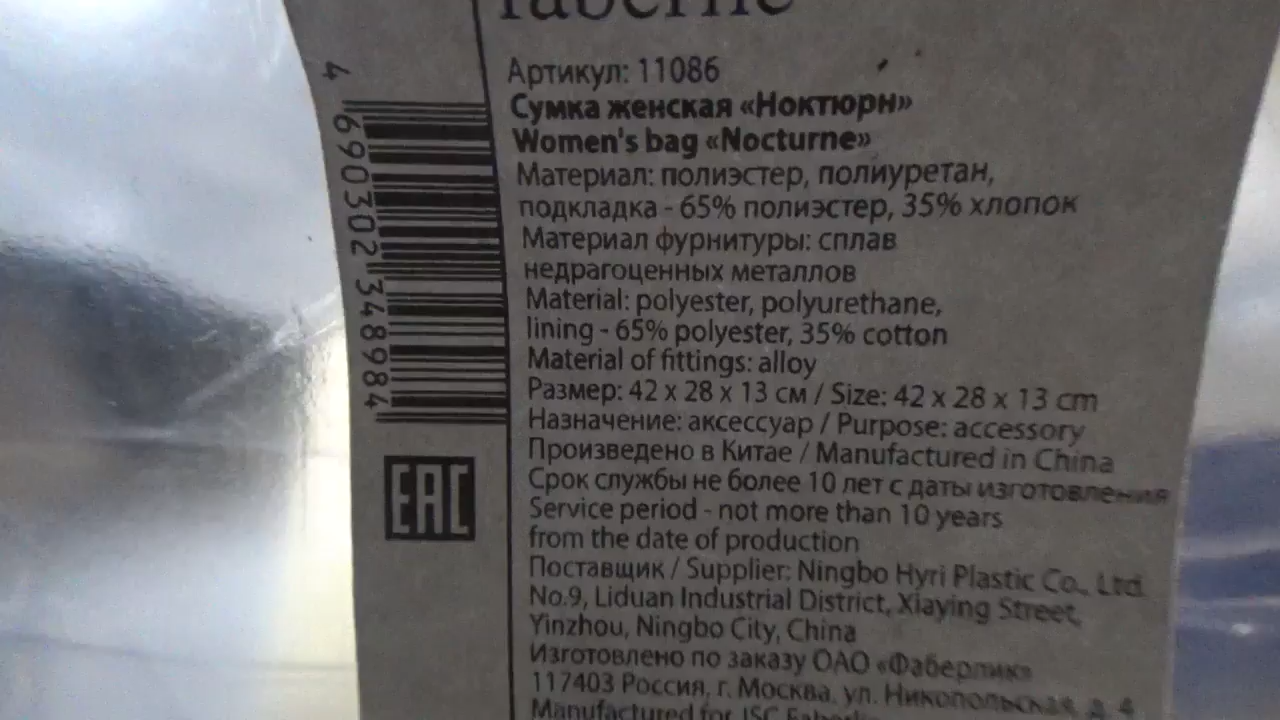 Артикул: 11086
Сумка женская «Ноктюрн»
Women's bag «Nocturne»
Материал: полиэстер, полиуретан,
подкладка - 65% полиэстер, 35% хлопок
Материал фурнитуры: сплав
недрагоценных металлов
Material: polyester, polyurethane,
lining - 65% polyester, 35% cotton
Material of fittings: alloy
Размер: 42 x 28 x 13 см / Size: 42 x 28 x 13 cm
Назначение: аксессуар / Purpose: accessory
Произведено в Китае / Manufactured in China
Срок службы не более 10 лет с даты изготовления
Service period - not more than 10 years
from the date of production
Поставщик / Supplier: Ningbo Hyri Plastic Co., Ltd.
No.9, Liduan Industrial District, Xiaying Street,
Yinzhou, Ningbo City, China
Изготовлено по заказу ОАО «Фаберлик»
117403 Россия, г. Москва, ул. Никопольская, д. 4
Manufactured for JSC
4 690302 348984
EAC